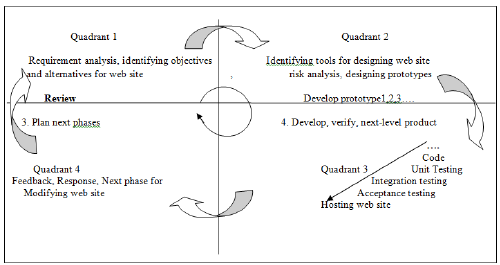 Quadrant 1
Requirement analysis, identifying objectives
and alternatives for web site
Review
3. Plan next phases
Quadrant 4
Feedback, Response, Next phase for
Modifying web site
Quadrant 2
Identifying tools for designing web site
risk analysis, designing prototypes
Develop prototype1,2,3….
4. Develop, verify, next-level product
….
Code
Quadrant 3 Unit Testing
Integration testing
Acceptance testing
Hosting web site